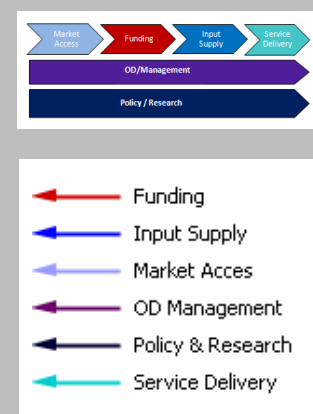 Market
Access
Funding
Input
Supply
Service
Delivery
OD/Management
Policy / Research
Funding
Input Supply
Market Acces
OD Management
Policy & Research
Service Delivery